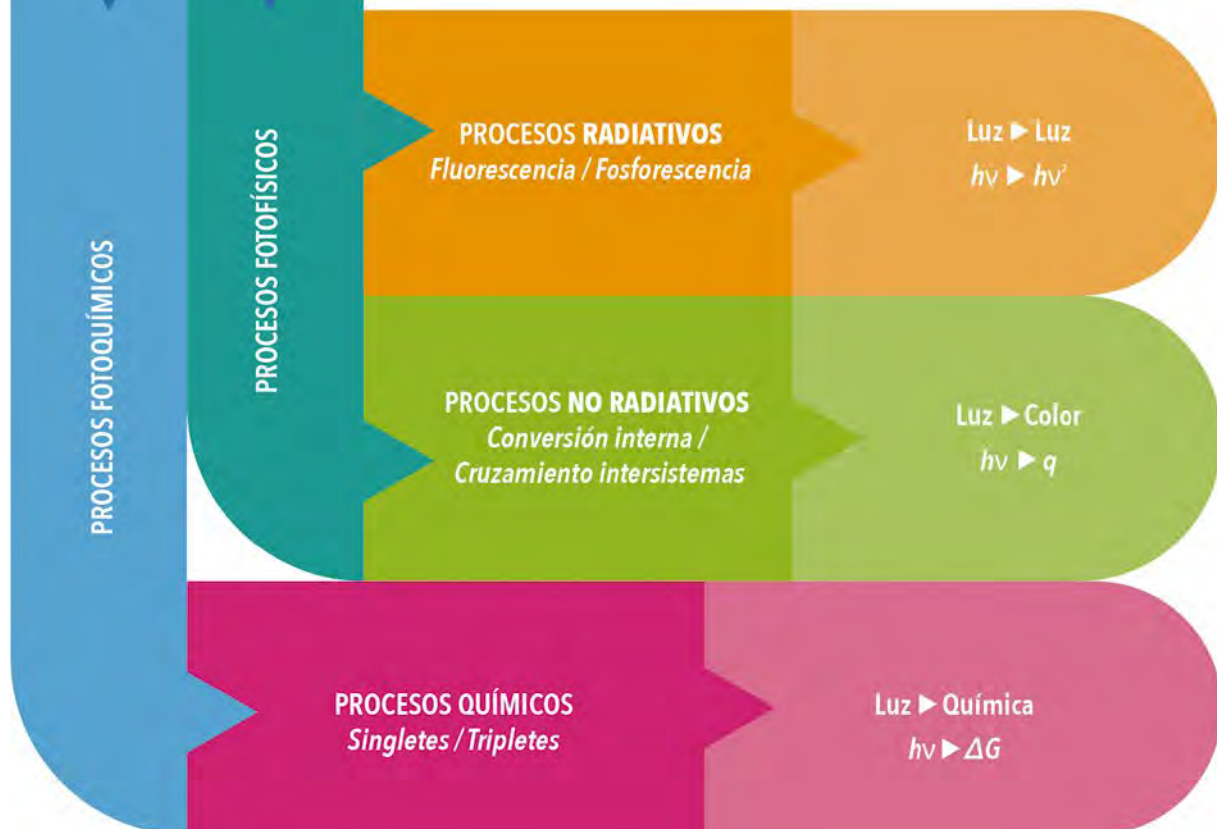 PROCESOS FOTOQUÍMICOS
PROCESOS FOTOFÍSICOS
PROCESOS RADIATIVOS
Fluorescencia / Fosforescencia
Luz ▶ Luz
hν ▶ hν'
PROCESOS NO RADIATIVOS
Conversión interna /
Cruzamiento intersistemas
Luz ▶ Color
hν ▶ q
PROCESOS QUÍMICOS
Singletes / Tripletes
Luz ▶ Química
hν ▶ ΔG